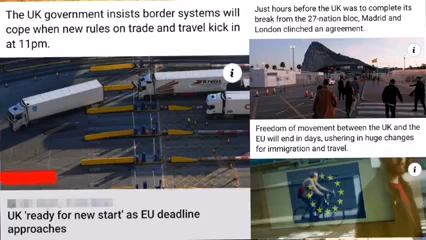 The UK government insists border systems will
cope when new rules on trade and travel kick in
at 11pm.
UK 'ready for new start' as EU deadline
approaches
Just hours before the UK was to complete its
break from the 27-nation bloc, Madrid and
London clinched an agreement.
Freedom of movement between the UK and the
EU will end in days, ushering in huge changes
for immigration and travel.